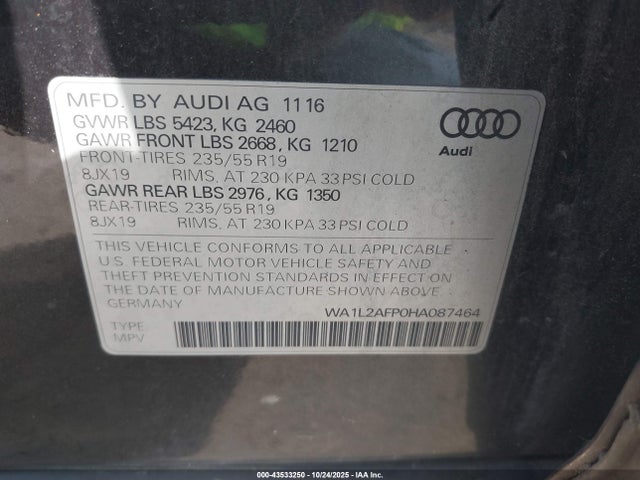 MFD. BY AUDI AG 11 16
GVWR LBS 5423, KG 2460
GAWR FRONT LBS 2668, KG 1210
FRONT-TIRES 235/55 R19
8JX19 RIMS, AT 230 KPA 33 PSI COLD
GAWR REAR LBS 2976, KG 1350
REAR-TIRES 235/55 R19
8JX19 RIMS, AT 230 KPA 33 PSI COLD
Audi
THIS VEHICLE CONFORMS TO ALL APPLICABLE
U.S. FEDERAL MOTOR VEHICLE SAFETY AND
THEFT PREVENTION STANDARDS IN EFFECT ON
THE DATE OF MANUFACTURE SHOWN ABOVE.
GERMANY
WA1L2AFP0HA087464
TYPE:
MPV
000-43533250 | 10/24/2025 | IAA Inc.